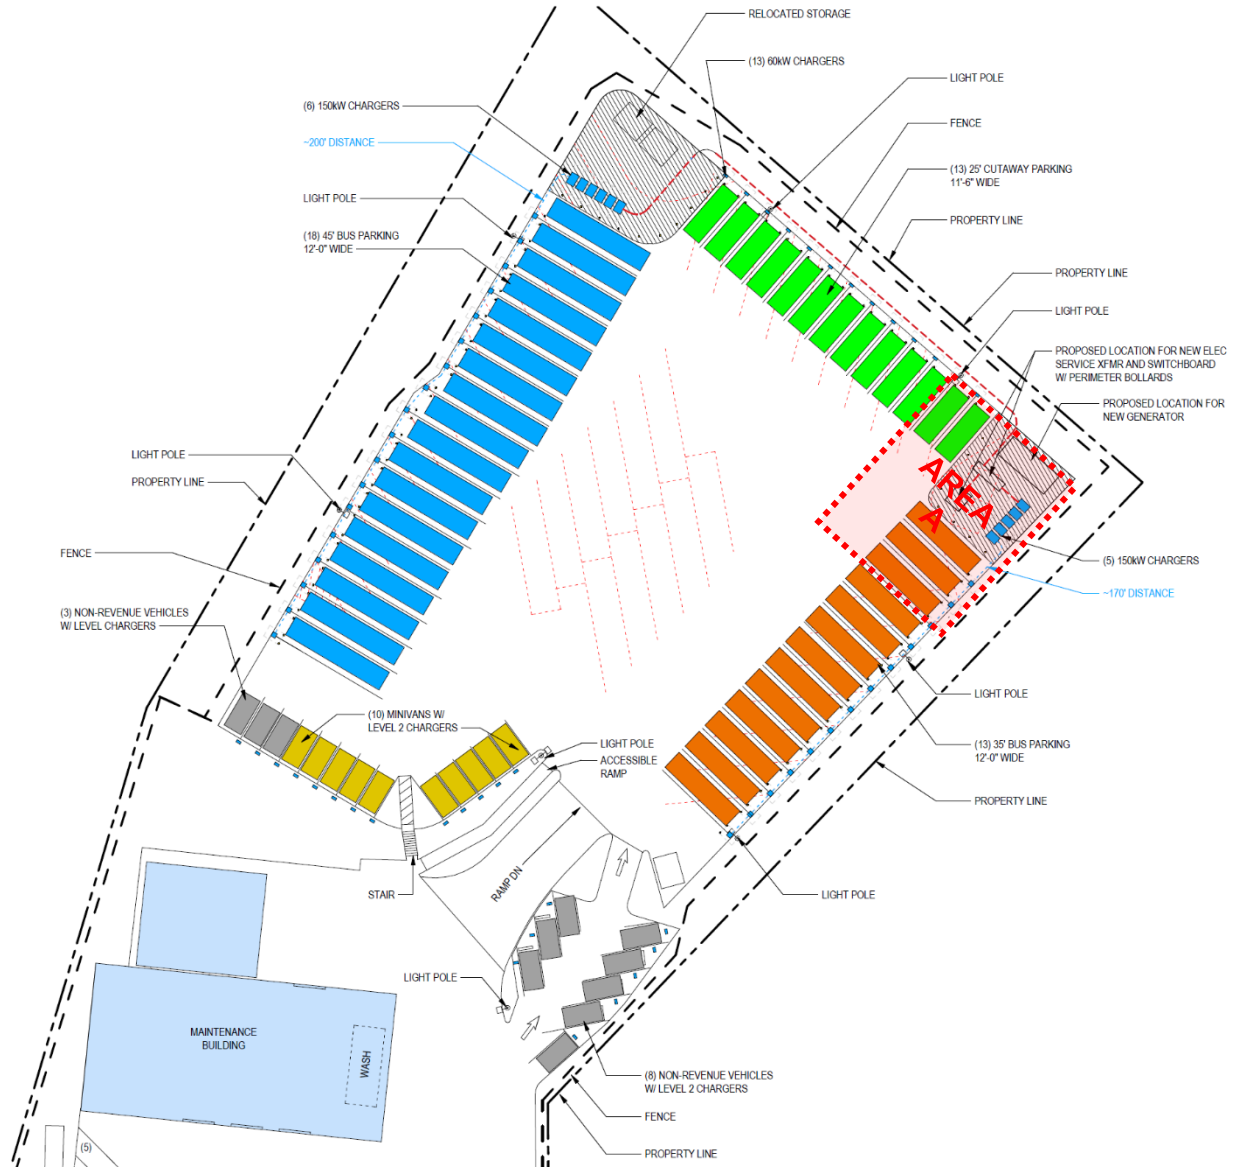 RELOCATED STORAGE
(13) 60kW CHARGERS
LIGHT POLE
(6) 150kW CHARGERS
FENCE
~200' DISTANCE
(13) 25' CUTAWAY PARKING
11'-6" WIDE
LIGHT POLE
PROPERTY LINE
(18) 45' BUS PARKING
12'-0" WIDE
PROPERTY LINE
LIGHT POLE
PROPOSED LOCATION FOR NEW ELEC
SERVICE XFMR AND SWITCHBOARD
W/ PERIMETER BOLLARDS
PROPOSED LOCATION FOR
NEW GENERATOR
LIGHT POLE
PROPERTY LINE
AREA
A
FENCE
(5) 150kW CHARGERS
~170' DISTANCE
(3) NON-REVENUE VEHICLES
W/ LEVEL CHARGERS
LIGHT POLE
(10) MINIVANS W/
LEVEL 2 CHARGERS
LIGHT POLE
ACCESSIBLE
RAMP
(13) 35' BUS PARKING
12'-0" WIDE
PROPERTY LINE
STAIR
RAMP DN
LIGHT POLE
LIGHT POLE
MAINTENANCE
BUILDING
WASH
(8) NON-REVENUE VEHICLES
W/ LEVEL 2 CHARGERS
FENCE
(5)
PROPERTY LINE